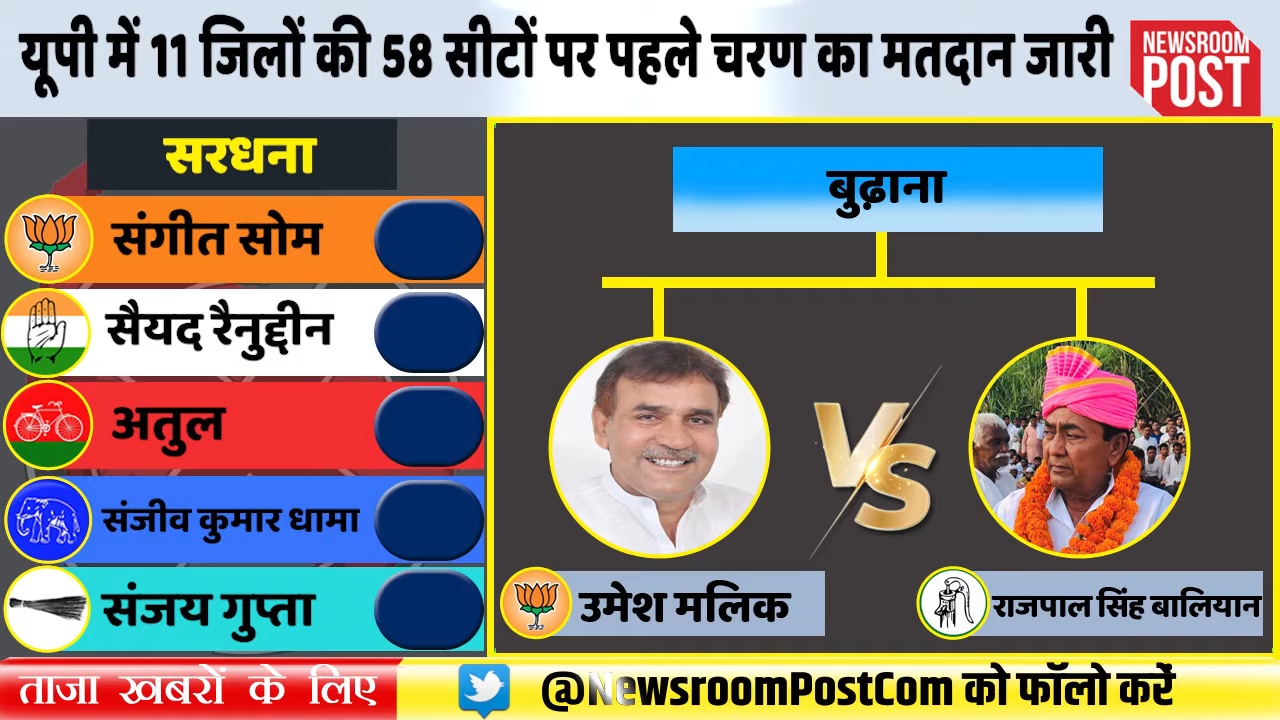 यूपी में 11 जिलों की 58 सीटों पर पहले चरण का मतदान जारी
NEWSROOM
POST
सरधना
संगीत सोम
सैयद रैनुद्दीन
अतुल
संजीव कुमार धामा
संजय गुप्ता
बुढ़ाना
VS
उमेश मलिक
राजपाल सिंह बालियान
ताजा खबरों के लिए
@NewsroomPostCom को फॉलो करें